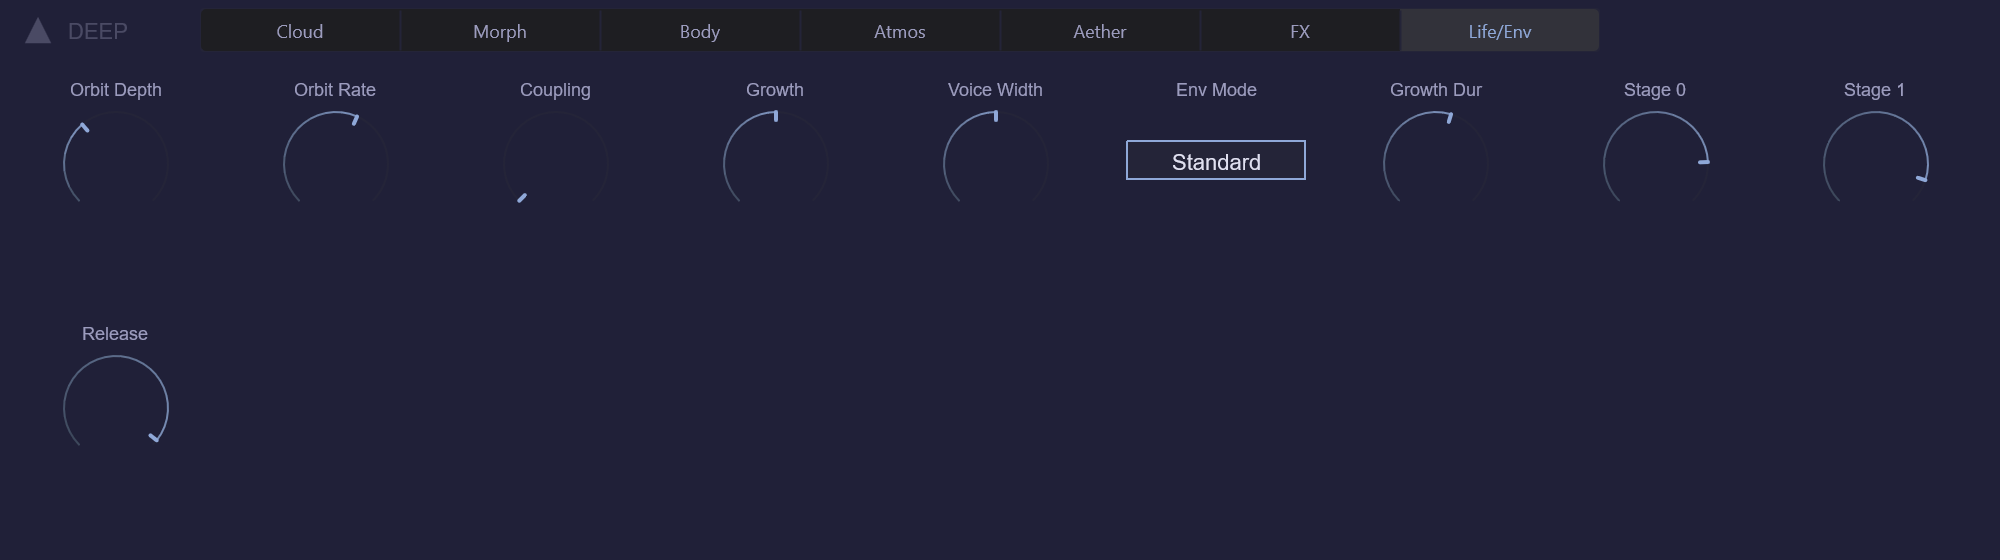 DEEP
Cloud Morph Body Atmos Aether FX Life/Env
Orbit Depth Orbit Rate Coupling Growth Voice Width Env Mode Growth Dur Stage 0 Stage 1
Standard
Release